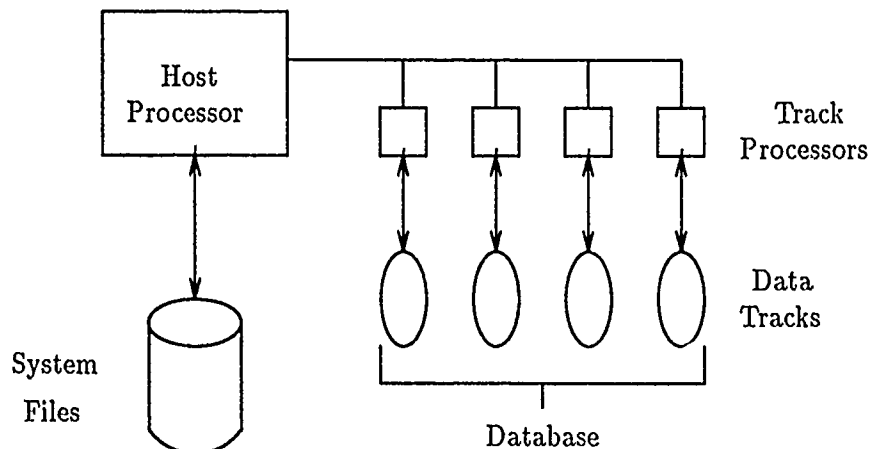 Host
Processor
Track
Processors
Data
Tracks
System
Files
Database